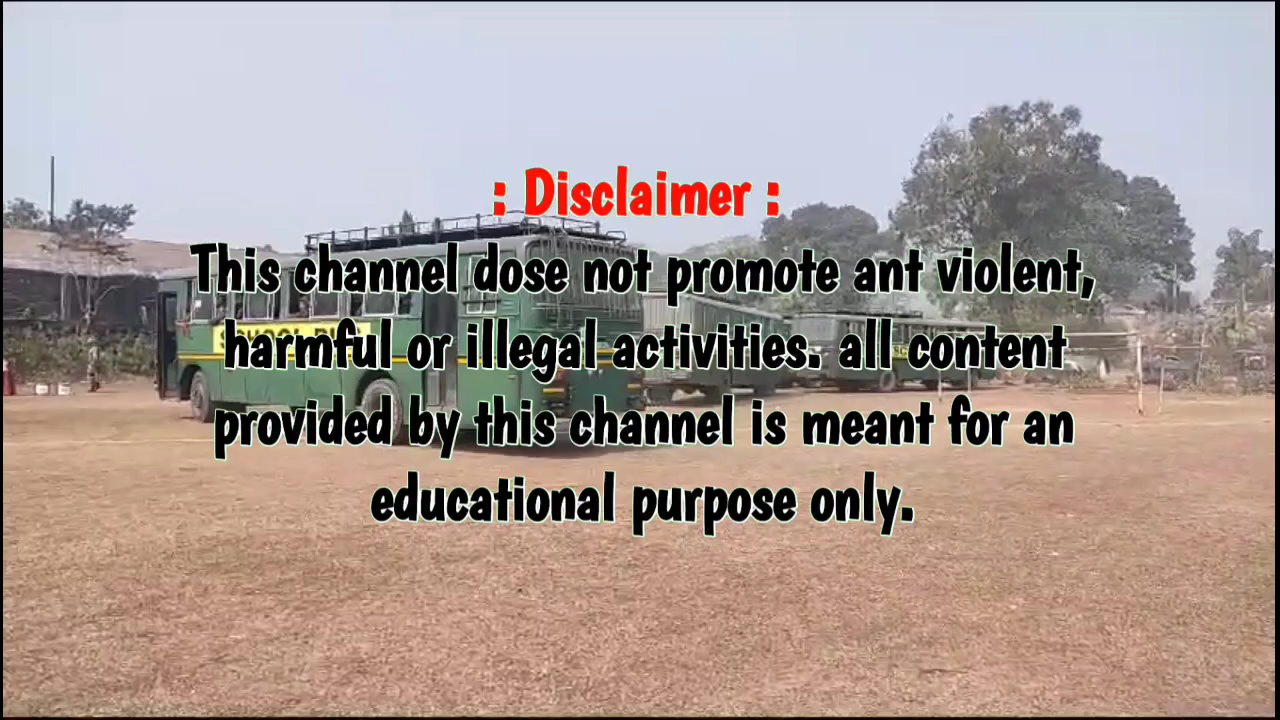 : Disclaimer :
This channel dose not promote ant violent,
harmful or illegal activities. all content
provided by this channel is meant for an
educational purpose only.